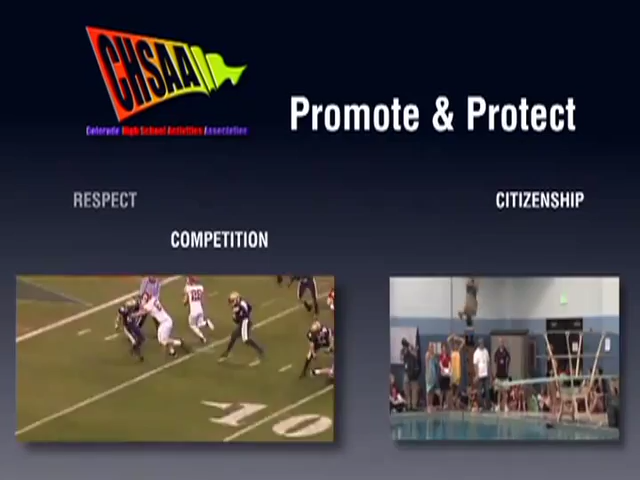 CHSAA
Colorado High School Activities Association
Promote & Protect
RESPECT
CITIZENSHIP
COMPETITION
10